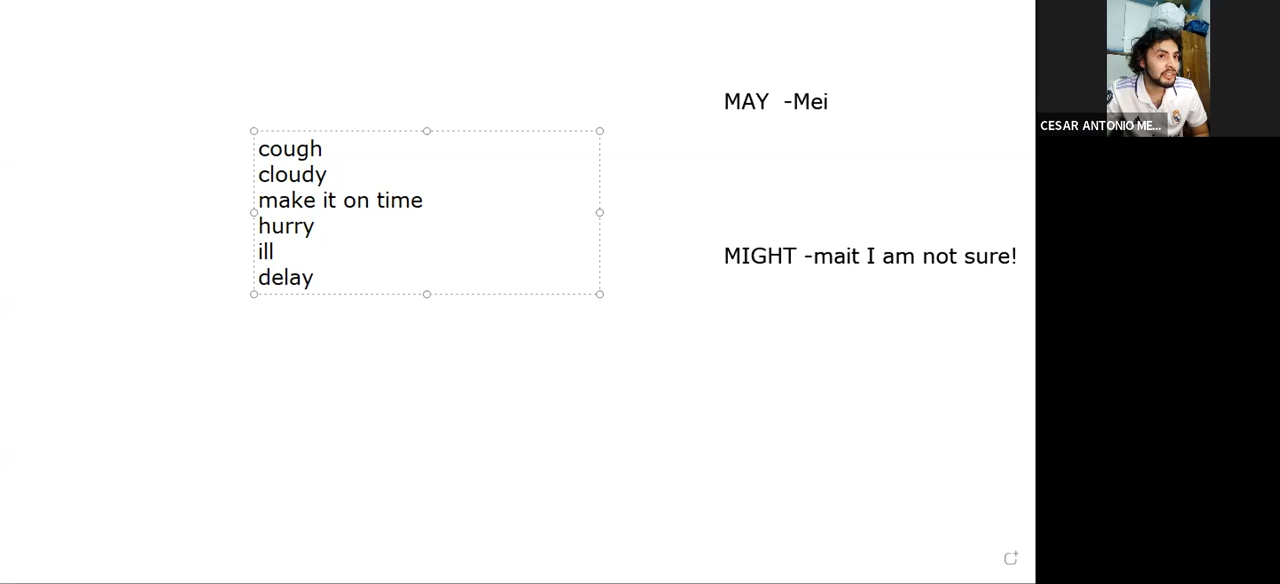 MAY -Mei
cough
cloudy
make it on time
hurry
ill
delay
MIGHT -mait I am not sure!
CESAR ANTONIO ME...